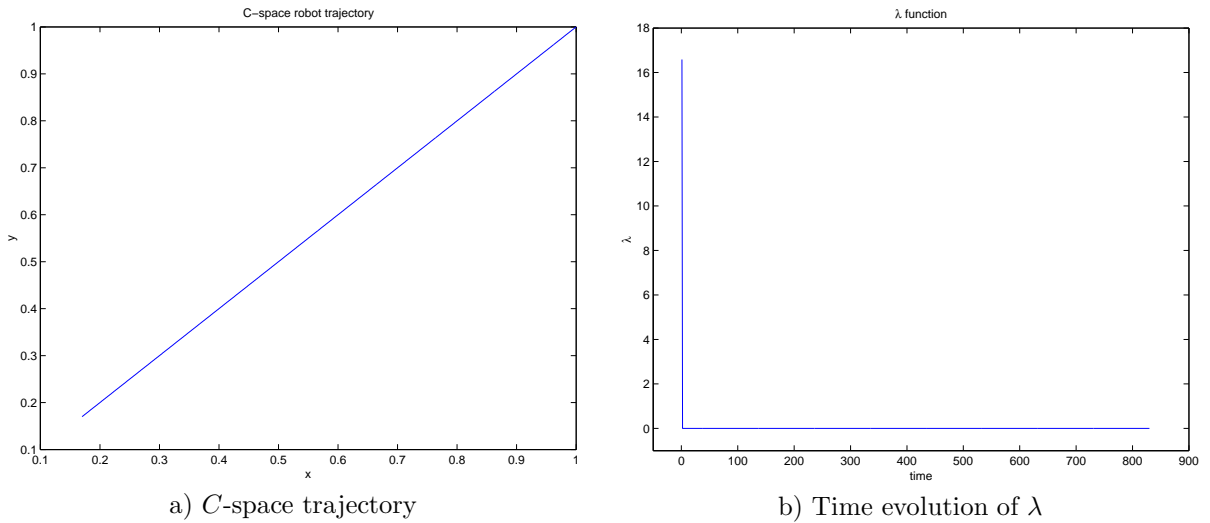 C−space robot trajectory
1
0.9
0.8
0.7
0.6
0.5
0.4
0.3
0.2
0.1
y
0.1 0.2 0.3 0.4 0.5 0.6 0.7 0.8 0.9 1
x
a) C-space trajectory
λ function
18
16
14
12
10
8
6
4
2
0
λ
0 100 200 300 400 500 600 700 800 900
time
b) Time evolution of λ